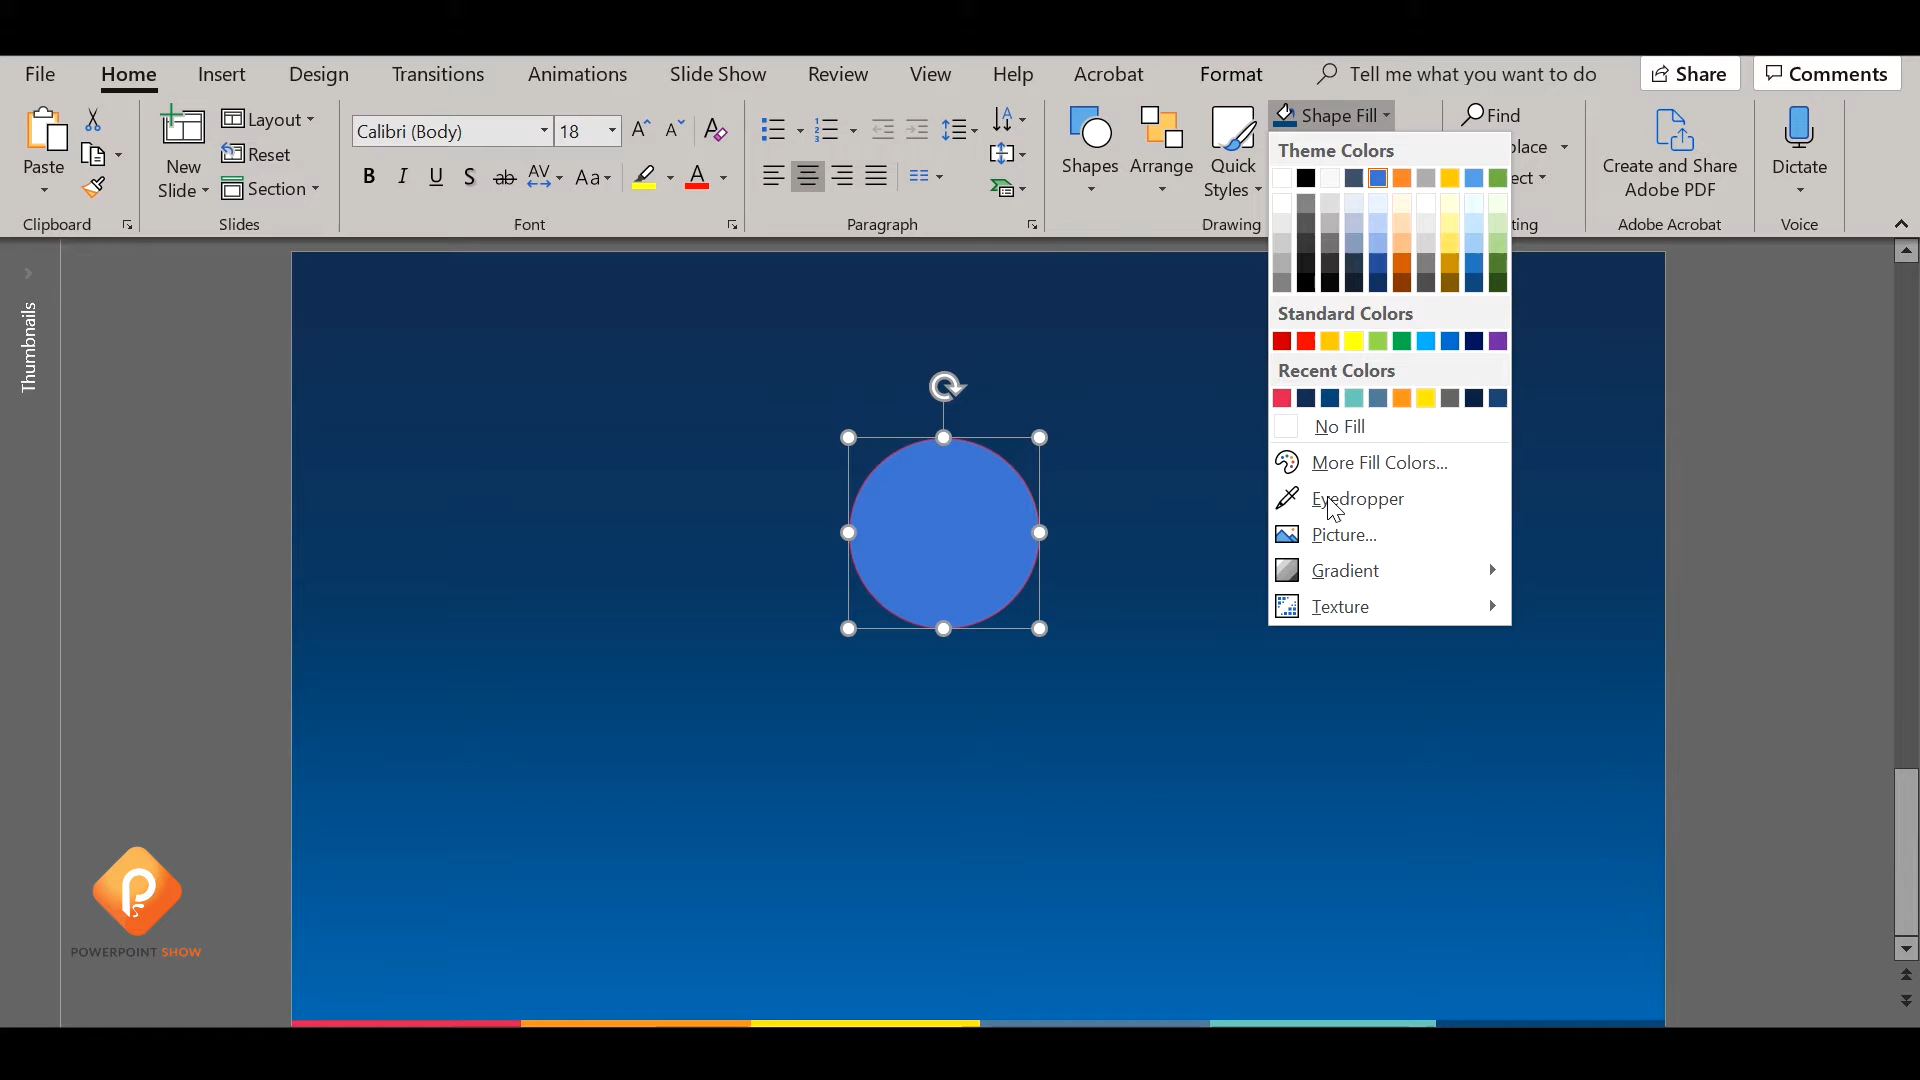 File Home Insert Design Transitions Animations Slide Show Review View Help Acrobat Format Tell me what you want to do Share Comments
Paste
Clipboard
New Slide
Layout
Reset
Section
Slides
Calibri (Body) 18
B I U S ab AV Aa A
Font
Paragraph
Shapes
Arrange
Quick Styles
Drawing
Shape Fill
Find
place
ect
ting
Create and Share Adobe PDF
Adobe Acrobat
Dictate
Voice
Theme Colors
Standard Colors
Recent Colors
No Fill
More Fill Colors...
Eyedropper
Picture...
Gradient
Texture
Thumbnails
POWERPOINT SHOW